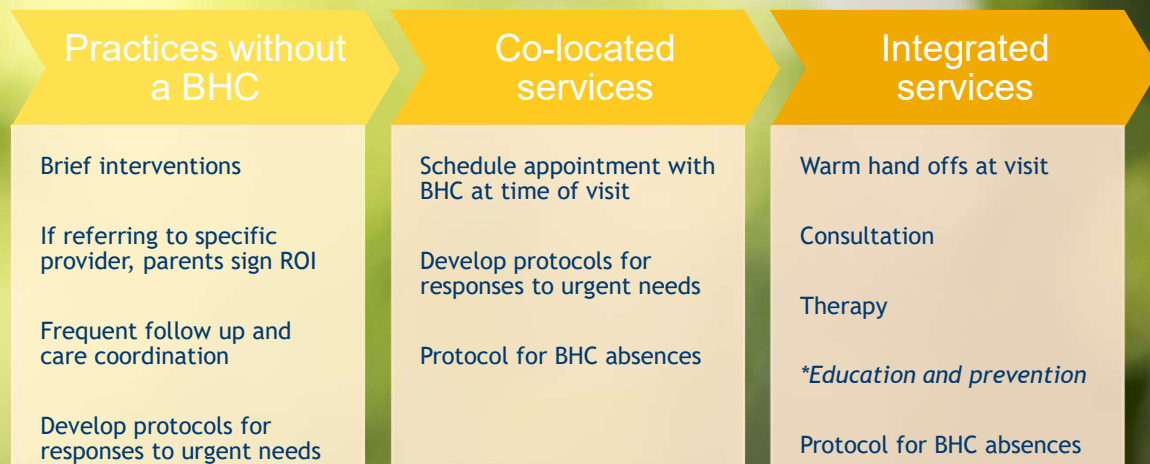 Practices without
a BHC
Brief interventions
If referring to specific
provider, parents sign ROI
Frequent follow up and
care coordination
Develop protocols for
responses to urgent needs
Co-located
services
Schedule appointment with
BHC at time of visit
Develop protocols for
responses to urgent needs
Protocol for BHC absences
Integrated
services
Warm hand offs at visit
Consultation
Therapy
*Education and prevention
Protocol for BHC absences